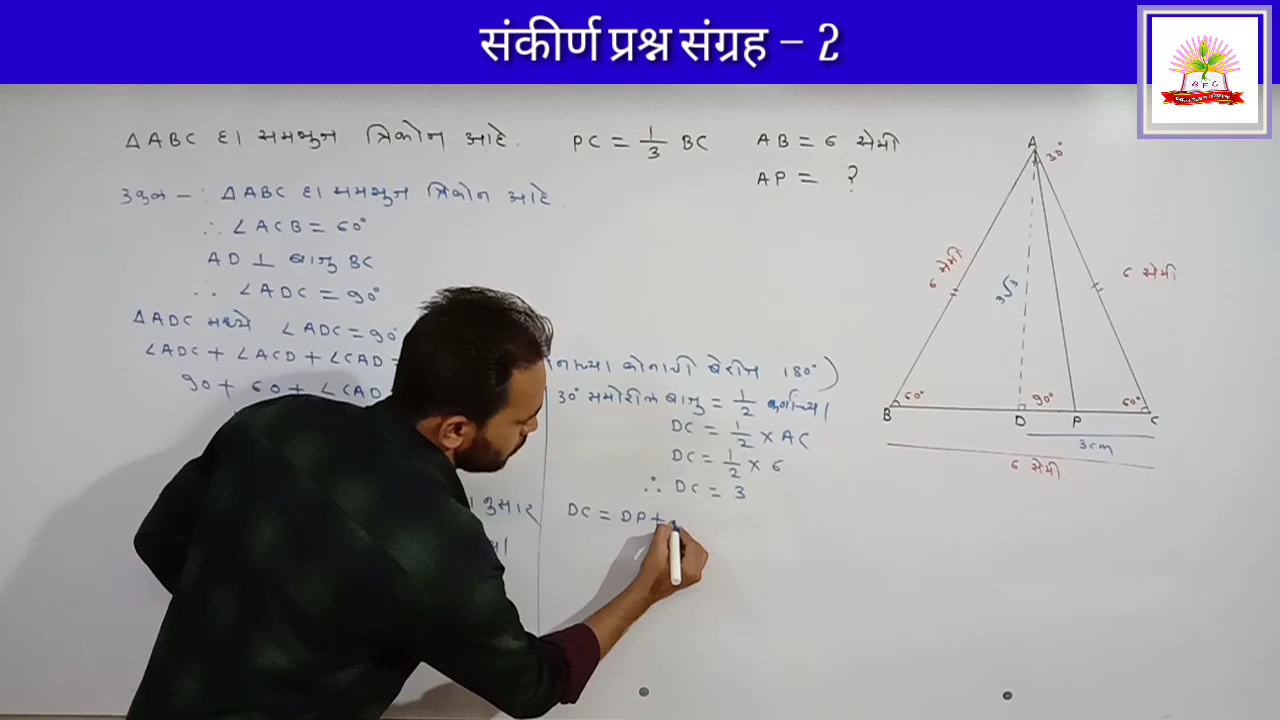 संकीर्ण प्रश्न संग्रह – 2
BFC
△ABC हा समभुज त्रिकोन आहे. PC = 1/3 BC AB = 6 सेमी
AP = ?
उकल – : △ABC हा समभुज त्रिकोन आहे.
∴ ∠ACB = 60°
AD ⊥ बाजु BC
∴ ∠ADC = 90°
△ADC मध्ये ∠ADC = 90°
∠ADC + ∠ACD + ∠CAD =
कोनाची बेरीज 180°)
90 + 60 + ∠CAD
30° समोरील बाजु = 1/2 कर्णाच्या
DC = 1/2 × AC
DC = 1/2 × 6
∴ DC = 3
नुसार
DC = DP +
A
30°
6 सेमी
6 सेमी
3√3
60°
90°
60°
B
D
P
C
3cm
6 सेमी